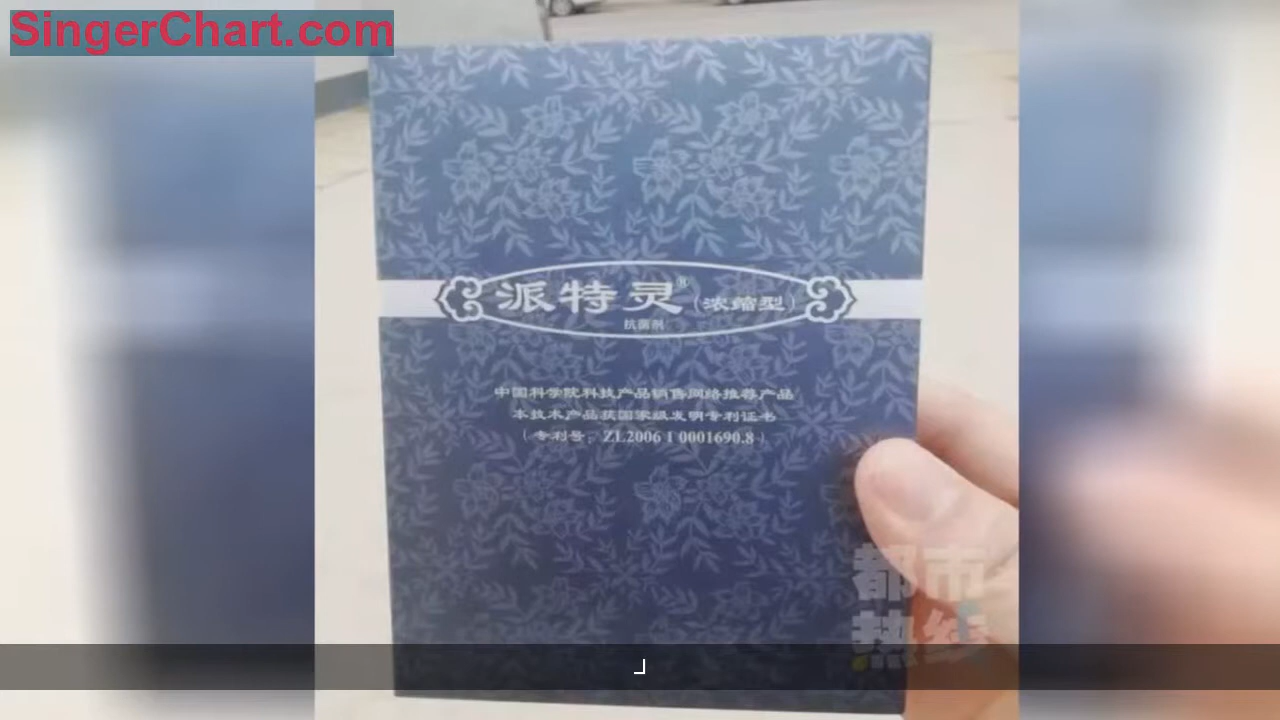 SingerChart.com
派特灵®(浓缩型)
抗菌剂
中国科学院科技产品销售网络推荐产品
本技术产品获国家级发明专利证书
(专利号:ZL2006 1 0001690.8)
都市
热线
」